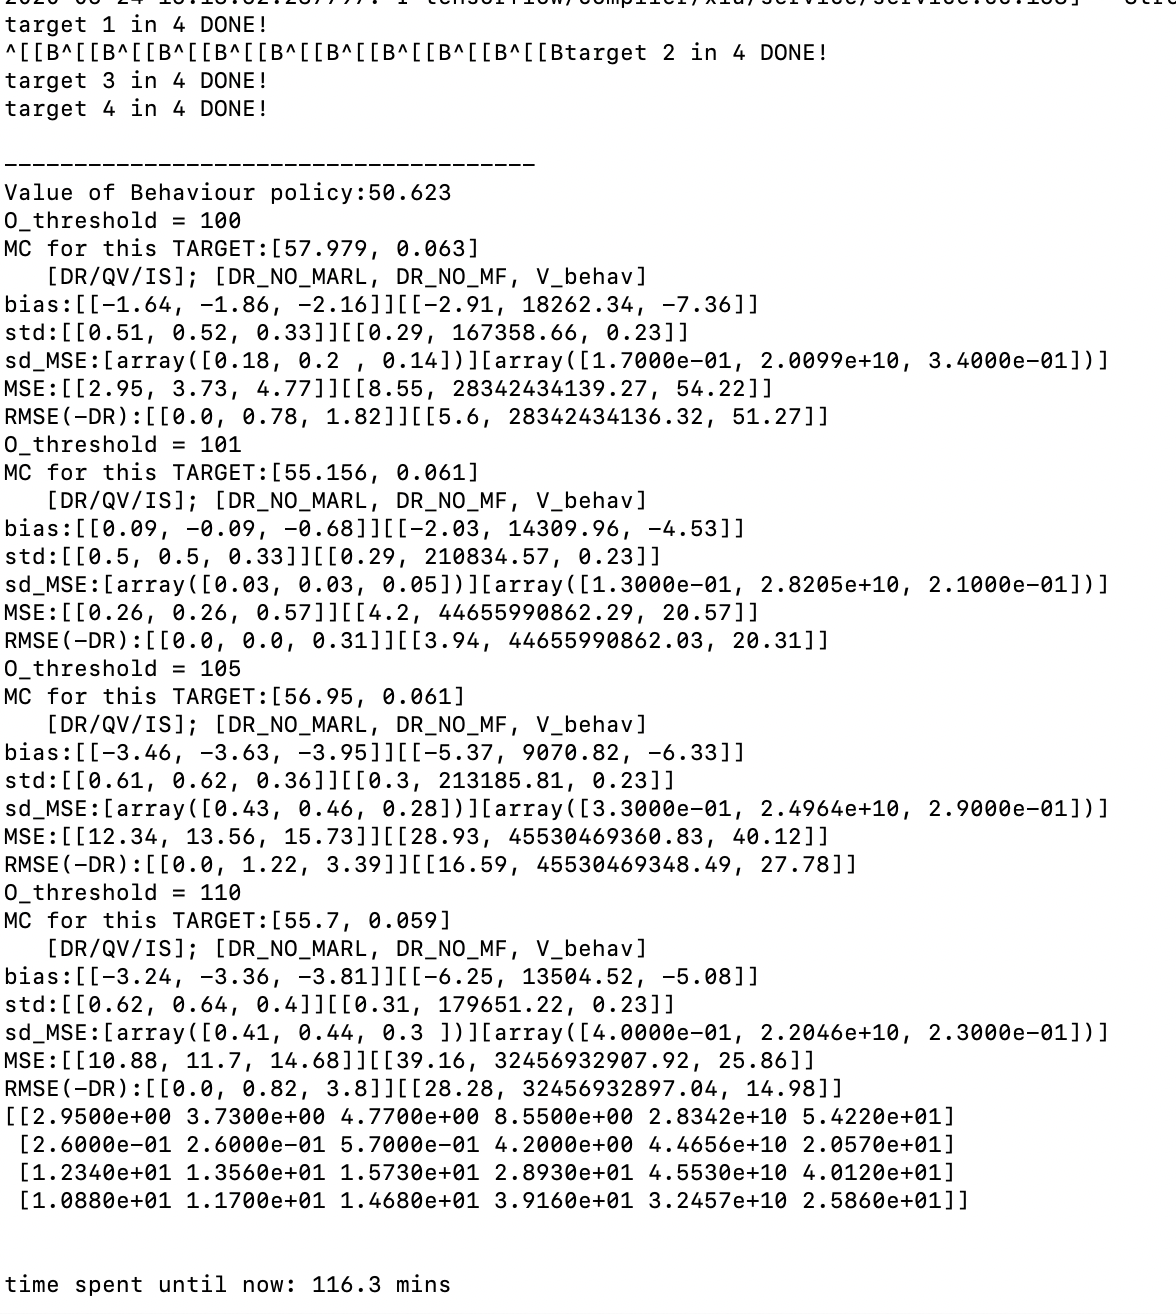 target 1 in 4 DONE!
^[[B^[[B^[[B^[[B^[[B^[[B^[[B^[[B^[[B^[[Btarget 2 in 4 DONE!
target 3 in 4 DONE!
target 4 in 4 DONE!
--------------------------------------
Value of Behaviour policy:50.623
O_threshold = 100
MC for this TARGET:[57.979, 0.063]
[DR/QV/IS]; [DR_NO_MARL, DR_NO_MF, V_behav]
bias:[[-1.64, -1.86, -2.16]][[-2.91, 18262.34, -7.36]]
std:[[0.51, 0.52, 0.33]][[0.29, 167358.66, 0.23]]
sd_MSE:[array([0.18, 0.2 , 0.14])][array([1.7000e-01, 2.0099e+10, 3.4000e-01])]
MSE:[[2.95, 3.73, 4.77]][[8.55, 28342434139.27, 54.22]]
RMSE(-DR):[[0.0, 0.78, 1.82]][[5.6, 28342434136.32, 51.27]]
O_threshold = 101
MC for this TARGET:[55.156, 0.061]
[DR/QV/IS]; [DR_NO_MARL, DR_NO_MF, V_behav]
bias:[[0.09, -0.09, -0.68]][[-2.03, 14309.96, -4.53]]
std:[[0.5, 0.5, 0.33]][[0.29, 210834.57, 0.23]]
sd_MSE:[array([0.03, 0.03, 0.05])][array([1.3000e-01, 2.8205e+10, 2.1000e-01])]
MSE:[[0.26, 0.26, 0.57]][[4.2, 44655990862.29, 20.57]]
RMSE(-DR):[[0.0, 0.0, 0.31]][[3.94, 44655990862.03, 20.31]]
O_threshold = 105
MC for this TARGET:[56.95, 0.061]
[DR/QV/IS]; [DR_NO_MARL, DR_NO_MF, V_behav]
bias:[[-3.46, -3.63, -3.95]][[-5.37, 9070.82, -6.33]]
std:[[0.61, 0.62, 0.36]][[0.3, 213185.81, 0.23]]
sd_MSE:[array([0.43, 0.46, 0.28])][array([3.3000e-01, 2.4964e+10, 2.9000e-01])]
MSE:[[12.34, 13.56, 15.73]][[28.93, 45530469360.83, 40.12]]
RMSE(-DR):[[0.0, 1.22, 3.39]][[16.59, 45530469348.49, 27.78]]
O_threshold = 110
MC for this TARGET:[55.7, 0.059]
[DR/QV/IS]; [DR_NO_MARL, DR_NO_MF, V_behav]
bias:[[-3.24, -3.36, -3.81]][[-6.25, 13504.52, -5.08]]
std:[[0.62, 0.64, 0.4]][[0.31, 179651.22, 0.23]]
sd_MSE:[array([0.41, 0.44, 0.3 ])][array([4.0000e-01, 2.2046e+10, 2.3000e-01])]
MSE:[[10.88, 11.7, 14.68]][[39.16, 32456932907.92, 25.86]]
RMSE(-DR):[[0.0, 0.82, 3.8]][[28.28, 32456932897.04, 14.98]]
[[2.9500e+00 3.7300e+00 4.7700e+00 8.5500e+00 2.8342e+10 5.4220e+01]
[2.6000e-01 2.6000e-01 5.7000e-01 4.2000e+00 4.4656e+10 2.0570e+01]
[1.2340e+01 1.3560e+01 1.5730e+01 2.8930e+01 4.5530e+10 4.0120e+01]
[1.0880e+01 1.1700e+01 1.4680e+01 3.9160e+01 3.2457e+10 2.5860e+01]]
time spent until now: 116.3 mins